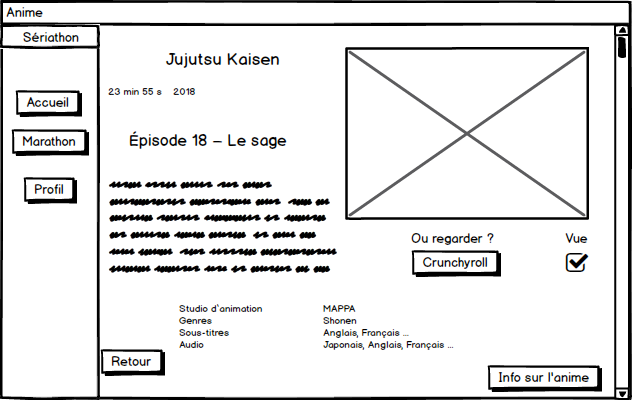 Anime
Sériathon
Accueil
Marathon
Profil
Jujutsu Kaisen
23 min 55 s 2018
Épisode 18 – Le sage
Ou regarder ?
Vue
Crunchyroll
Studio d'animation MAPPA
Genres Shonen
Sous-titres Anglais, Français ...
Audio Japonais, Anglais, Français ...
Retour
Info sur l'anime